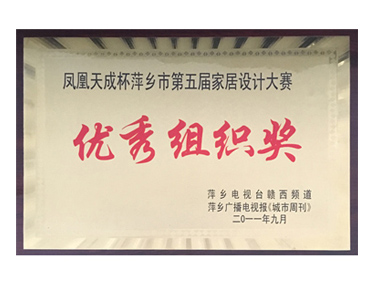 凤凰天成杯萍乡市第五届家居设计大赛
优秀组织奖
萍乡电视台赣西频道
萍乡广播电视报《城市周刊》
二〇一一年九月